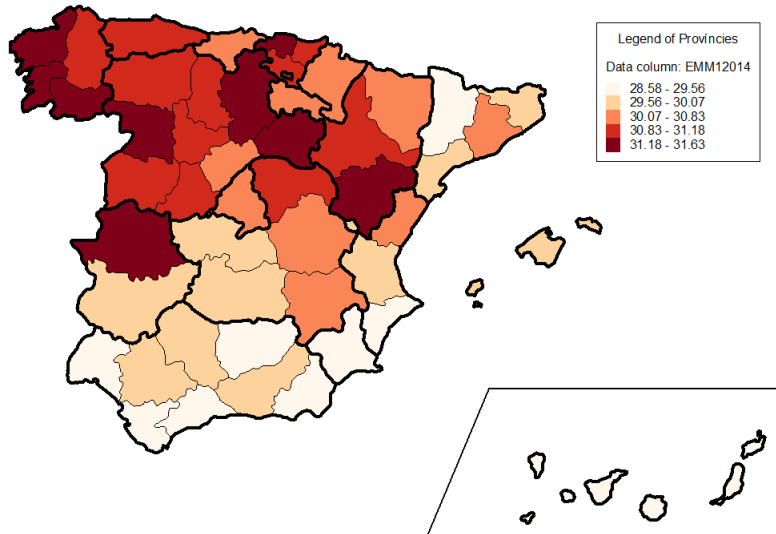 Legend of Províncies
Data column: EMM12014
28.58 - 29.56
29.56 - 30.07
30.07 - 30.83
30.83 - 31.18
31.18 - 31.63